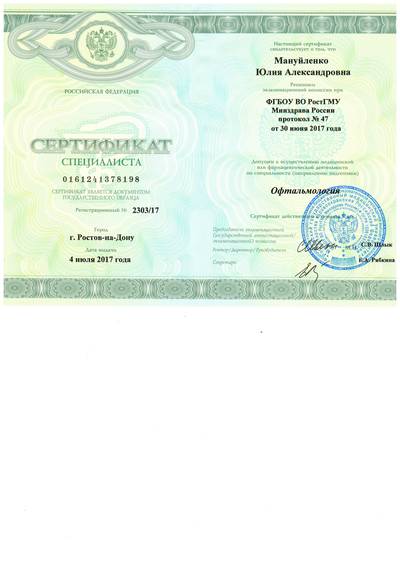 РОССИЙСКАЯ ФЕДЕРАЦИЯ
СЕРТИФИКАТ
СПЕЦИАЛИСТА
0161241378198
СЕРТИФИКАТ ЯВЛЯЕТСЯ ДОКУМЕНТОМ
ГОСУДАРСТВЕННОГО ОБРАЗЦА
Регистрационный № 2303/17
Город
г. Ростов-на-Дону
Дата выдачи
4 июля 2017 года
Настоящий сертификат
свидетельствует о том, что
Мануйленко
Юлия Александровна
Решением
экзаменационной комиссии при
ФГБОУ ВО РостГМУ
Минздрава России
протокол № 47
от 30 июня 2017 года
Допущен к осуществлению медицинской
или фармацевтической деятельности
по специальности (направлению подготовки)
Офтальмология
Сертификат действителен
Председатель экзаменационной
(государственной аттестационной)
экзаменационной комиссии
С.В. Шлык
Ректор/Директор/Руководитель
Секретарь
Е.А. Рябкина